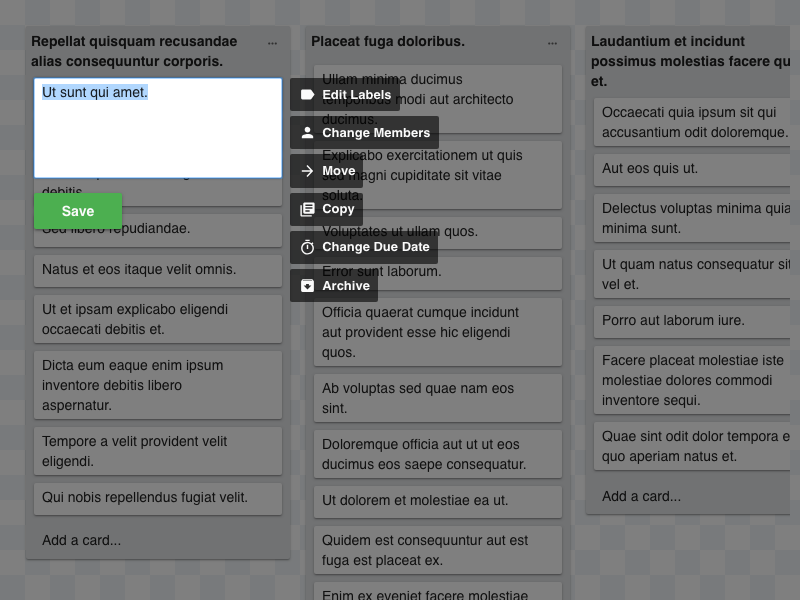 Repellat quisquam recusandae
alias consequuntur corporis.
...
Ut sunt qui amet.
debitis.
Save
Sed libero repudiandae.
Natus et eos itaque velit omnis.
Ut et ipsam explicabo eligendi
occaecati debitis et.
Dicta eum eaque enim ipsum
inventore debitis libero
aspernatur.
Tempore a velit provident velit
eligendi.
Qui nobis repellendus fugiat velit.
Add a card...
Edit Labels
Change Members
Move
Copy
Change Due Date
Archive
Placeat fuga doloribus.
...
Ullam minima ducimus
temporibus modi aut architecto
ducimus.
Explicabo exercitationem ut quis
sed magni cupiditate sit vitae
soluta.
Voluptates ut ullam quos.
Error sunt laborum.
Officia quaerat cumque incidunt
aut provident esse hic eligendi
quos.
Ab voluptas sed quae nam eos
sint.
Doloremque officia aut ut ut eos
ducimus eos saepe consequatur.
Ut dolorem et molestiae ea ut.
Quidem est consequuntur aut est
fuga est placeat ex.
Enim ex eveniet facere molestiae
Laudantium et incidunt
possimus molestias facere qu
et.
Occaecati quia ipsum sit qui
accusantium odit doloremque.
Aut eos quis ut.
Delectus voluptas minima quia
minima sunt.
Ut quam natus consequatur sit
vel et.
Porro aut laborum iure.
Facere placeat molestiae iste
molestiae dolores commodi
inventore sequi.
Quae sint odit dolor tempora e
quo aperiam natus et.
Add a card...